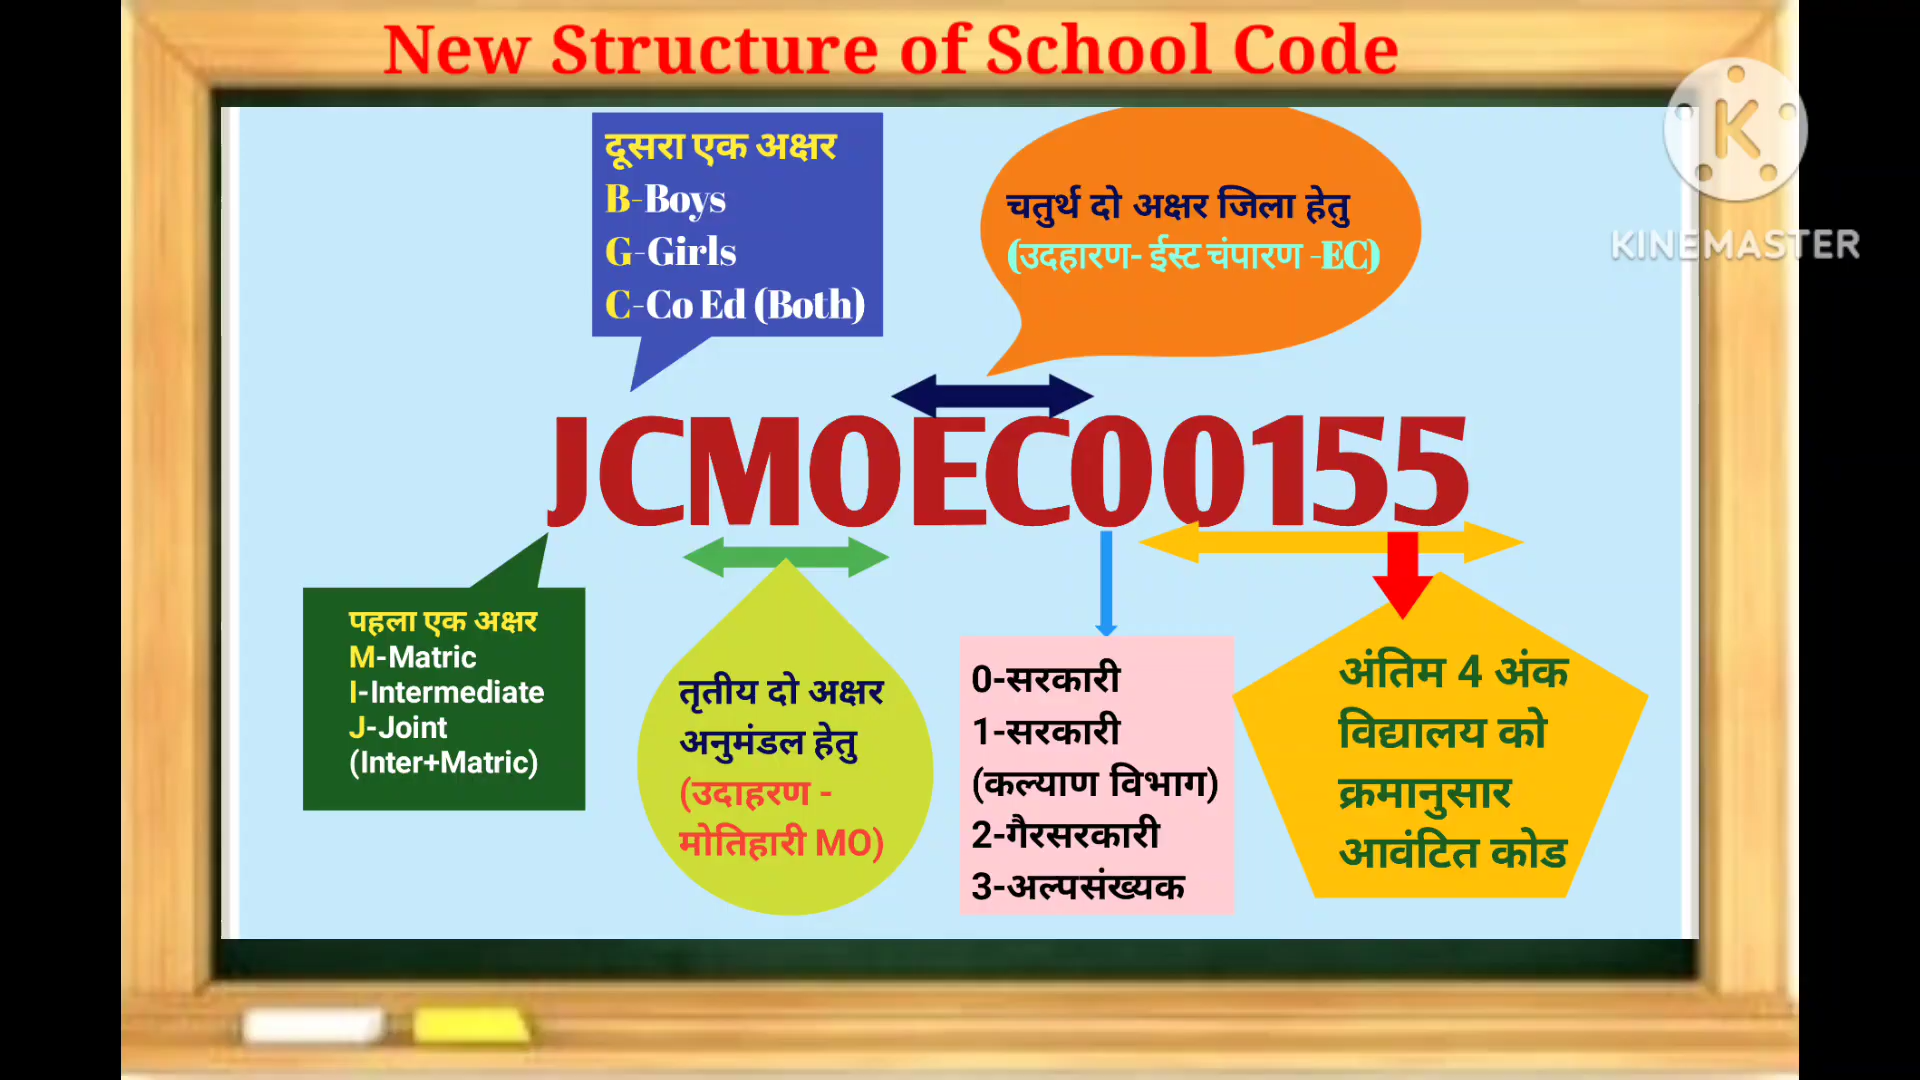 New Structure of School Code
K
KINEMASTER
दूसरा एक अक्षर
B-Boys
G-Girls
C-Co Ed (Both)
चतुर्थ दो अक्षर जिला हेतु
(उदहारण- ईस्ट चंपारण -EC)
JCMOEC00155
पहला एक अक्षर
M-Matric
I-Intermediate
J-Joint
(Inter+Matric)
तृतीय दो अक्षर
अनुमंडल हेतु
(उदाहरण -
मोतिहारी MO)
0-सरकारी
1-सरकारी
(कल्याण विभाग)
2-गैरसरकारी
3-अल्पसंख्यक
अंतिम 4 अंक
विद्यालय को
क्रमानुसार
आवंटित कोड